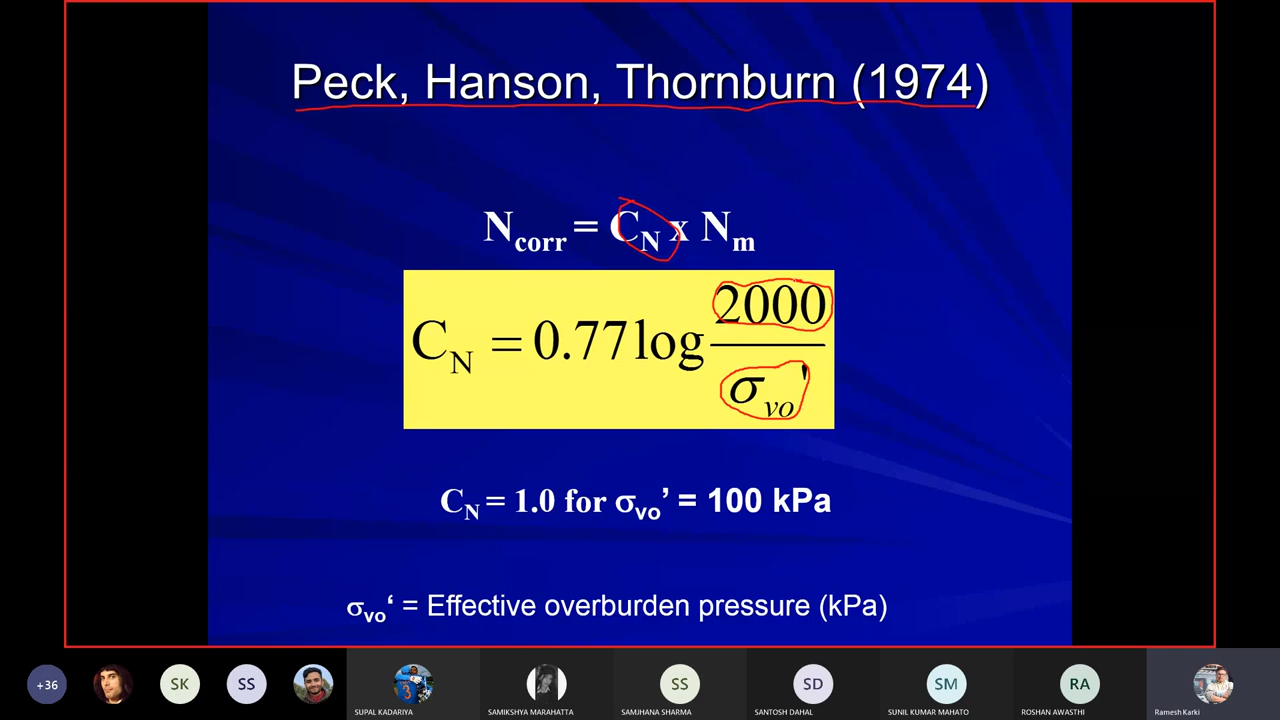 Peck, Hanson, Thornburn (1974)
N_corr = C_N x N_m
C_N = 0.77 log 2000 / σ_vo'
C_N = 1.0 for σ_vo’ = 100 kPa
σ_vo‘ = Effective overburden pressure (kPa)
+36 SK SS SS SD SM RA
SUPAL KADARIYA SAMIKSHYA MARAHATTA SAMJHANA SHARMA SANTOSH DAHAL SUNIL KUMAR MAHATO ROSHAN AWASTHI Ramesh Karki